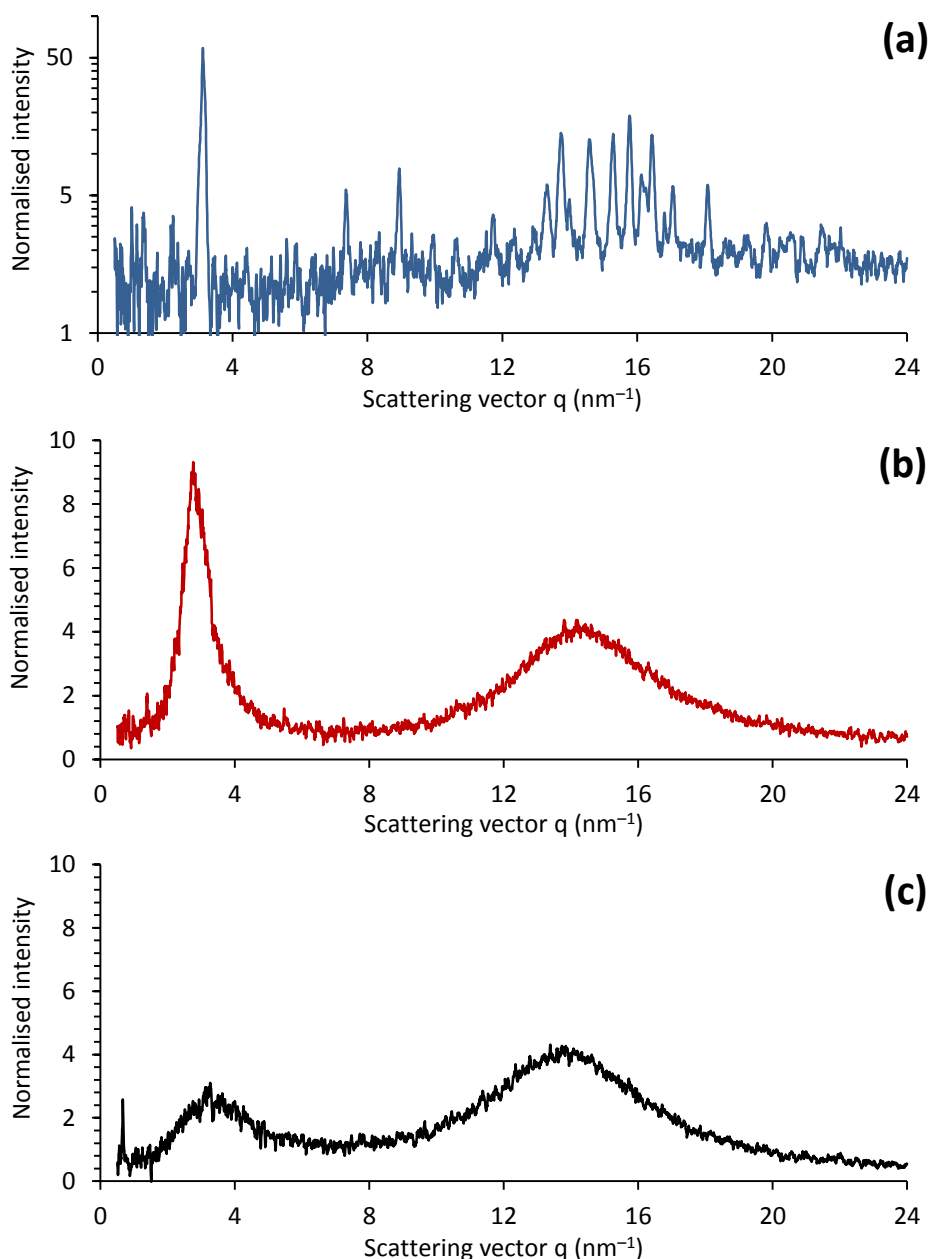 (a)
Normalised intensity
50
5
1
0 4 8 12 16 20 24
Scattering vector q (nm⁻¹)
(b)
Normalised intensity
10
8
6
4
2
0
0 4 8 12 16 20 24
Scattering vector q (nm⁻¹)
(c)
Normalised intensity
10
8
6
4
2
0
0 4 8 12 16 20 24
Scattering vector q (nm⁻¹)